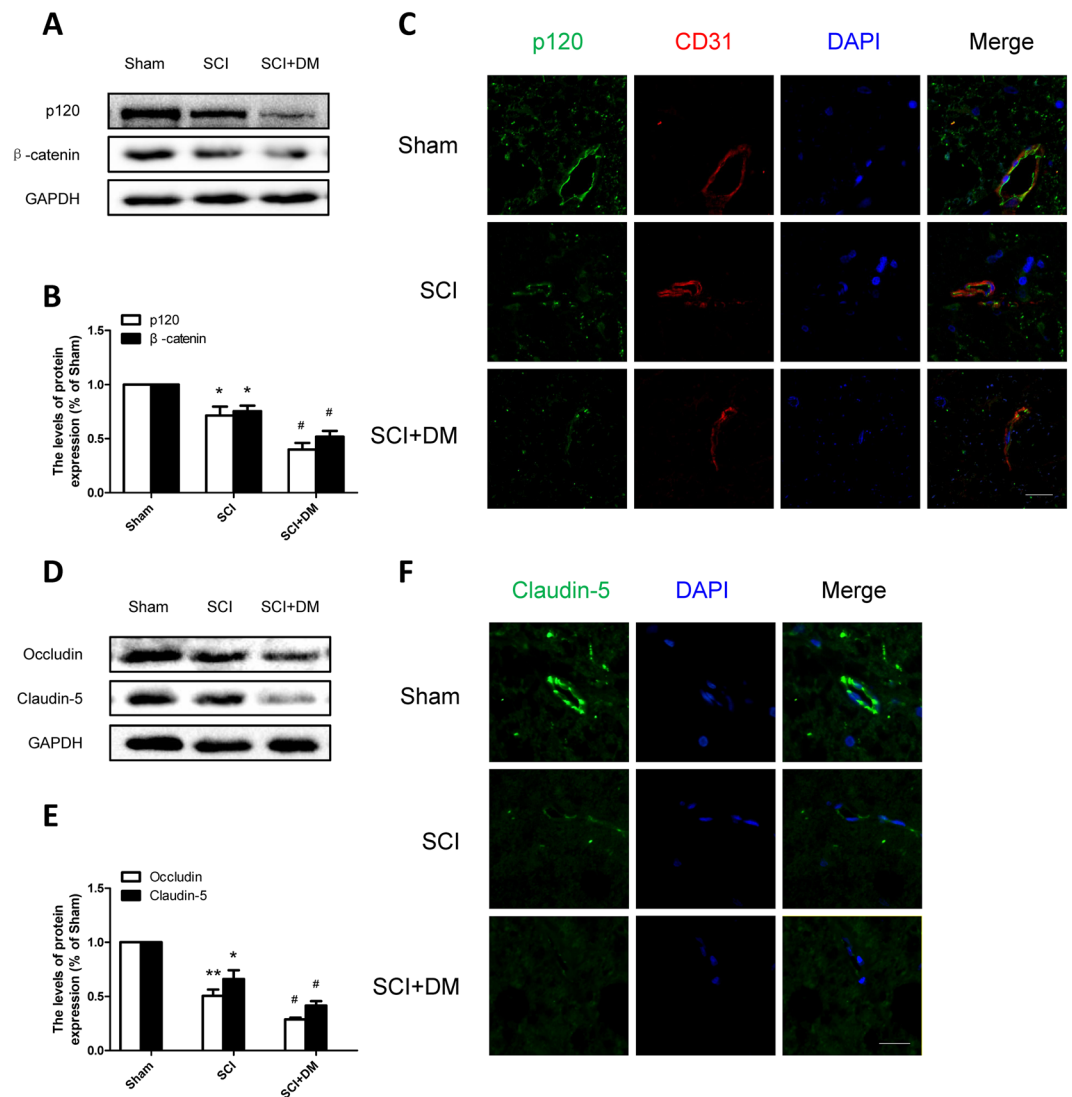 A
Sham SCI SCI+DM
p120
β-catenin
GAPDH
B
p120
β-catenin
The levels of protein
expression (% of Sham)
1.5
1.0
0.5
0.0
* *
# #
Sham SCI SCI+DM
C
p120 CD31 DAPI Merge
Sham
SCI
SCI+DM
D
Sham SCI SCI+DM
Occludin
Claudin-5
GAPDH
E
Occludin
Claudin-5
The levels of protein
expression (% of Sham)
1.5
1.0
0.5
0.0
** *
# #
Sham SCI SCI+DM
F
Claudin-5 DAPI Merge
Sham
SCI
SCI+DM